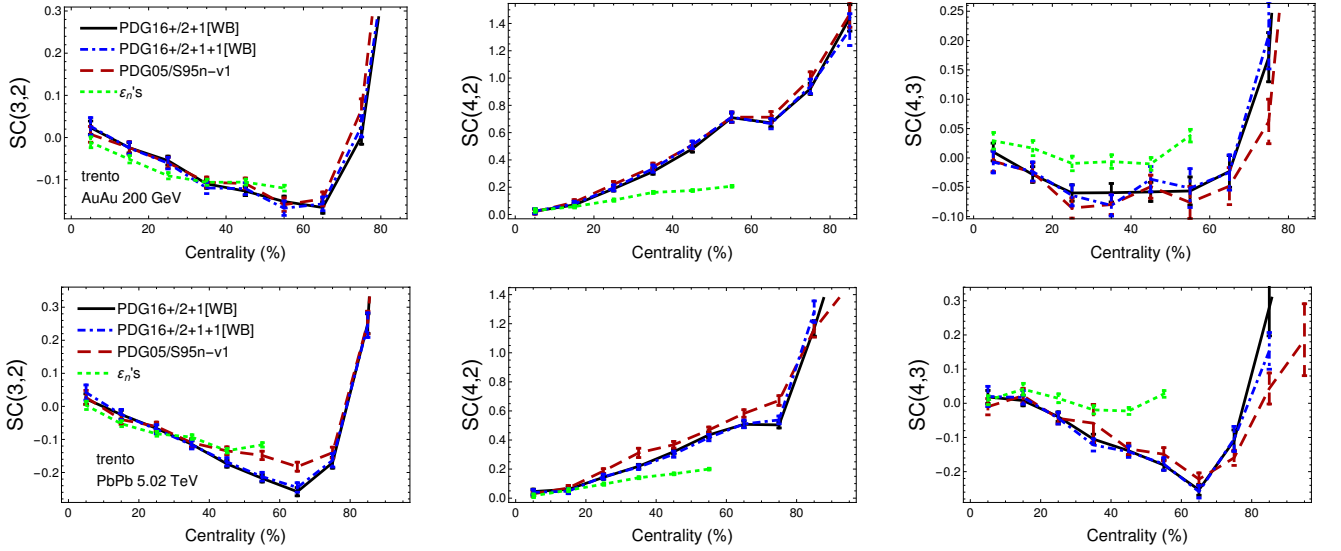 SC(3,2)
0.3
0.2
0.1
0.0
-0.1
PDG16+/2+1[WB]
PDG16+/2+1+1[WB]
PDG05/S95n-v1
εn's
trento
AuAu 200 GeV
0 20 40 60 80
Centrality (%)
SC(4,2)
1.4
1.2
1.0
0.8
0.6
0.4
0.2
0.0
0 20 40 60 80
Centrality (%)
SC(4,3)
0.25
0.20
0.15
0.10
0.05
0.00
-0.05
-0.10
0 20 40 60 80
Centrality (%)
SC(3,2)
0.3
0.2
0.1
0.0
-0.1
-0.2
PDG16+/2+1[WB]
PDG16+/2+1+1[WB]
PDG05/S95n-v1
εn's
trento
PbPb 5.02 TeV
0 20 40 60 80
Centrality (%)
SC(4,2)
1.4
1.2
1.0
0.8
0.6
0.4
0.2
0.0
0 20 40 60 80
Centrality (%)
SC(4,3)
0.3
0.2
0.1
0.0
-0.1
-0.2
0 20 40 60 80
Centrality (%)